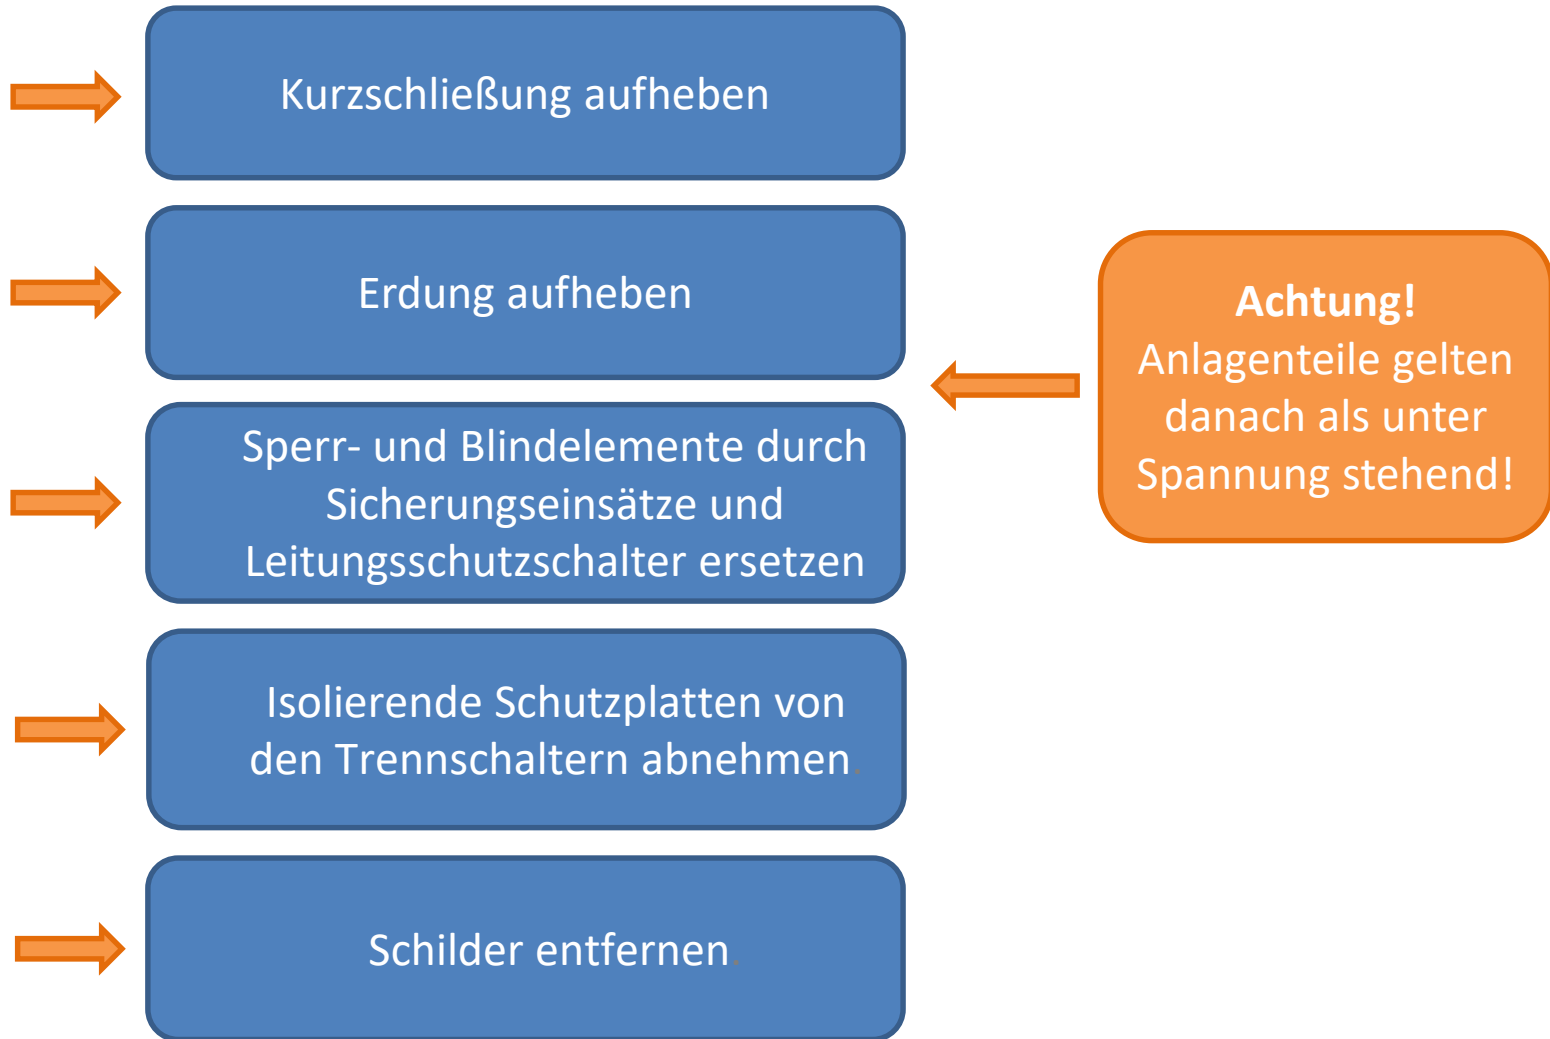 Kurzschließung aufheben
Erdung aufheben
Achtung!
Anlagenteile gelten
danach als unter
Spannung stehend!
Sperr- und Blindelemente durch
Sicherungseinsätze und
Leitungsschutzschalter ersetzen
Isolierende Schutzplatten von
den Trennschaltern abnehmen.
Schilder entfernen.